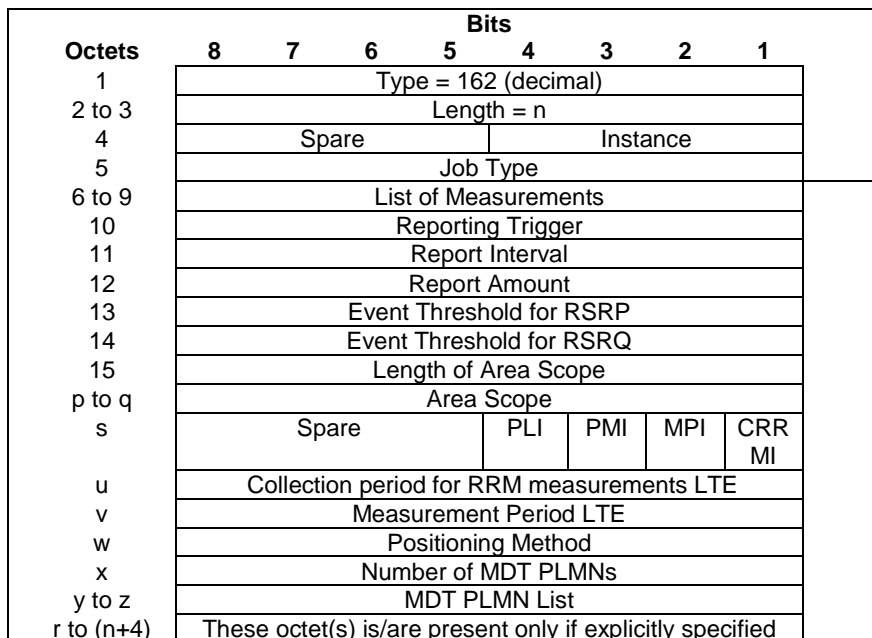 Bits
Octets 8 7 6 5 4 3 2 1
1 Type = 162 (decimal)
2 to 3 Length = n
4 Spare Instance
5 Job Type
6 to 9 List of Measurements
10 Reporting Trigger
11 Report Interval
12 Report Amount
13 Event Threshold for RSRP
14 Event Threshold for RSRQ
15 Length of Area Scope
p to q Area Scope
s Spare PLI PMI MPI CRR
MI
u Collection period for RRM measurements LTE
v Measurement Period LTE
w Positioning Method
x Number of MDT PLMNs
y to z MDT PLMN List
r to (n+4) These octet(s) is/are present only if explicitly specified